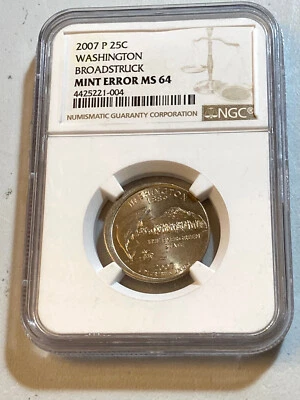 2007 P 25C
WASHINGTON
BROADSTRUCK
MINT ERROR MS 64
4425221-004
NUMISMATIC GUARANTY CORPORATION
NGC
WASHINGTON